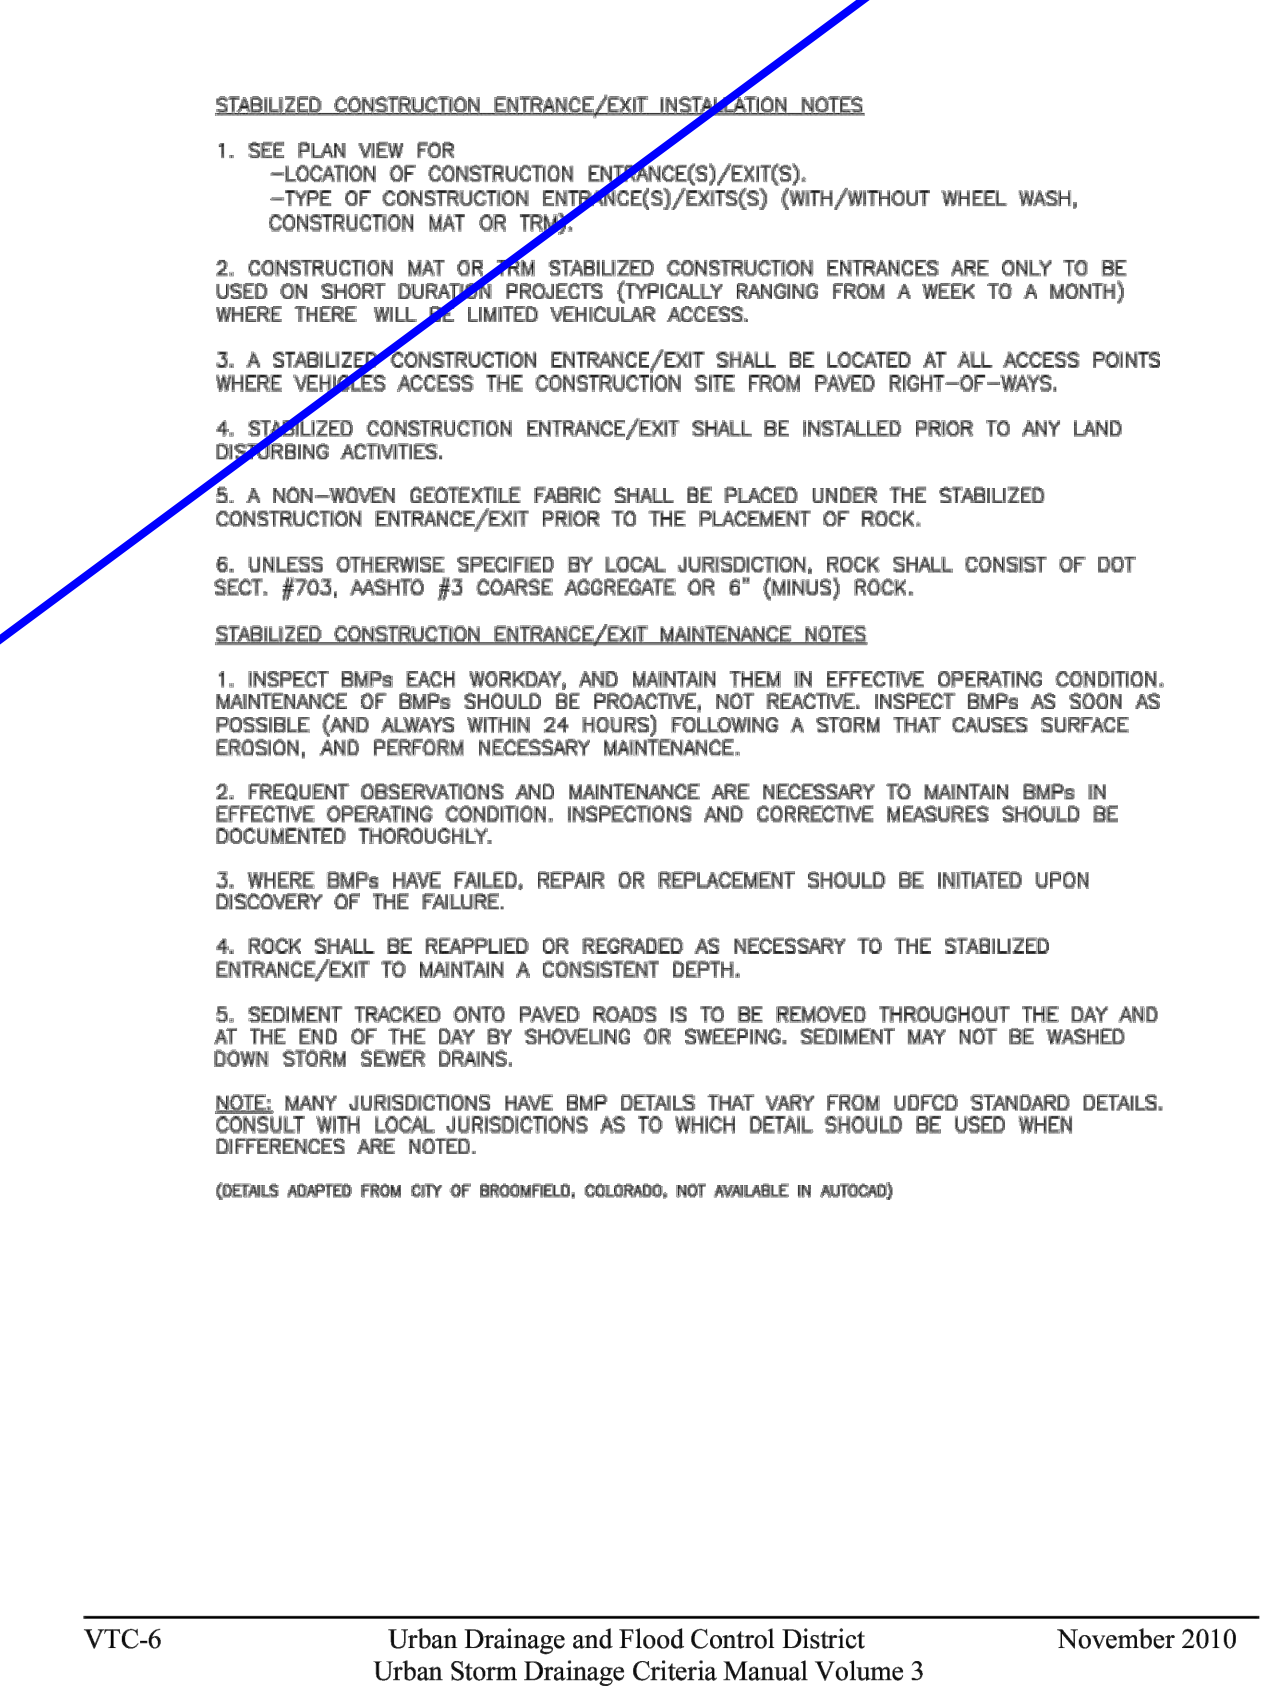 STABILIZED CONSTRUCTION ENTRANCE/EXIT INSTALLATION NOTES
1. SEE PLAN VIEW FOR
-LOCATION OF CONSTRUCTION ENTRANCE(S)/EXIT(S).
-TYPE OF CONSTRUCTION ENTRANCE(S)/EXITS(S) (WITH/WITHOUT WHEEL WASH,
CONSTRUCTION MAT OR TRM).
2. CONSTRUCTION MAT OR TRM STABILIZED CONSTRUCTION ENTRANCES ARE ONLY TO BE
USED ON SHORT DURATION PROJECTS (TYPICALLY RANGING FROM A WEEK TO A MONTH)
WHERE THERE WILL BE LIMITED VEHICULAR ACCESS.
3. A STABILIZED CONSTRUCTION ENTRANCE/EXIT SHALL BE LOCATED AT ALL ACCESS POINTS
WHERE VEHICLES ACCESS THE CONSTRUCTION SITE FROM PAVED RIGHT-OF-WAYS.
4. STABILIZED CONSTRUCTION ENTRANCE/EXIT SHALL BE INSTALLED PRIOR TO ANY LAND
DISTURBING ACTIVITIES.
5. A NON-WOVEN GEOTEXTILE FABRIC SHALL BE PLACED UNDER THE STABILIZED
CONSTRUCTION ENTRANCE/EXIT PRIOR TO THE PLACEMENT OF ROCK.
6. UNLESS OTHERWISE SPECIFIED BY LOCAL JURISDICTION, ROCK SHALL CONSIST OF DOT
SECT. #703, AASHTO #3 COARSE AGGREGATE OR 6" (MINUS) ROCK.
STABILIZED CONSTRUCTION ENTRANCE/EXIT MAINTENANCE NOTES
1. INSPECT BMPs EACH WORKDAY, AND MAINTAIN THEM IN EFFECTIVE OPERATING CONDITION.
MAINTENANCE OF BMPs SHOULD BE PROACTIVE, NOT REACTIVE. INSPECT BMPs AS SOON AS
POSSIBLE (AND ALWAYS WITHIN 24 HOURS) FOLLOWING A STORM THAT CAUSES SURFACE
EROSION, AND PERFORM NECESSARY MAINTENANCE.
2. FREQUENT OBSERVATIONS AND MAINTENANCE ARE NECESSARY TO MAINTAIN BMPs IN
EFFECTIVE OPERATING CONDITION. INSPECTIONS AND CORRECTIVE MEASURES SHOULD BE
DOCUMENTED THOROUGHLY.
3. WHERE BMPs HAVE FAILED, REPAIR OR REPLACEMENT SHOULD BE INITIATED UPON
DISCOVERY OF THE FAILURE.
4. ROCK SHALL BE REAPPLIED OR REGRADED AS NECESSARY TO THE STABILIZED
ENTRANCE/EXIT TO MAINTAIN A CONSISTENT DEPTH.
5. SEDIMENT TRACKED ONTO PAVED ROADS IS TO BE REMOVED THROUGHOUT THE DAY AND
AT THE END OF THE DAY BY SHOVELING OR SWEEPING. SEDIMENT MAY NOT BE WASHED
DOWN STORM SEWER DRAINS.
NOTE: MANY JURISDICTIONS HAVE BMP DETAILS THAT VARY FROM UDFCD STANDARD DETAILS.
CONSULT WITH LOCAL JURISDICTIONS AS TO WHICH DETAIL SHOULD BE USED WHEN
DIFFERENCES ARE NOTED.
(DETAILS ADAPTED FROM CITY OF BROOMFIELD, COLORADO, NOT AVAILABLE IN AUTOCAD)
VTC-6 Urban Drainage and Flood Control District November 2010
Urban Storm Drainage Criteria Manual Volume 3